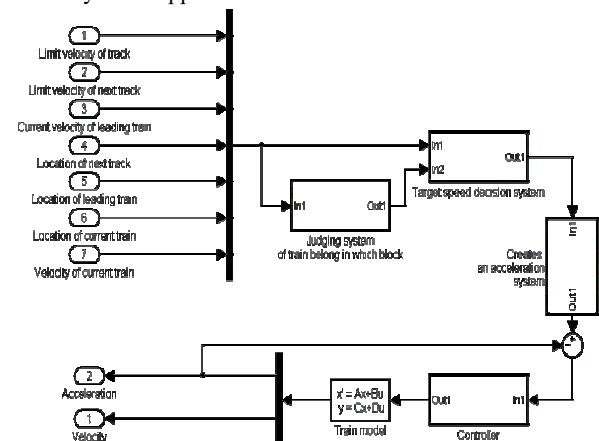 1
Limit velocity of track
2
Limit velocity of next track
3
Current velocity of leading train
4
Location of next track
5
Location of leading train
6
Location of current train
7
Velocity of current train
In1
Out1
Judging system
of train belong in which block
In1
In2
Out1
Target speed decision system
In1
Out1
Creates
an acceleration
system
2
Acceleration
1
Velocity
x' = Ax+Bu
y = Cx+Du
Train model
Out1
In1
Controller